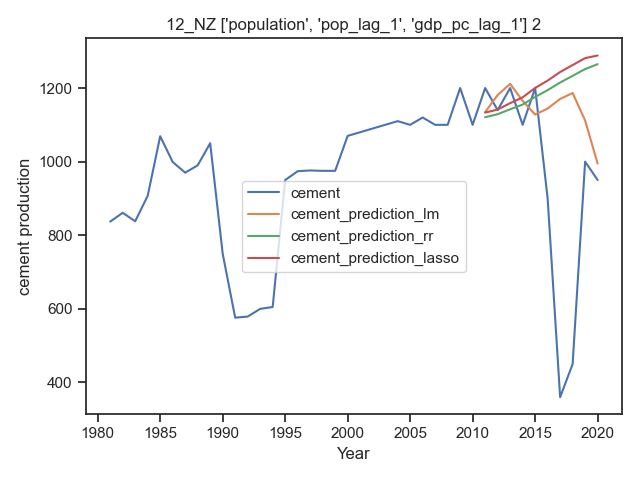 12_NZ ['population', 'pop_lag_1', 'gdp_pc_lag_1'] 2
cement production
1200
1000
800
600
400
cement
cement_prediction_lm
cement_prediction_rr
cement_prediction_lasso
1980
1985
1990
1995
2000
2005
2010
2015
2020
Year